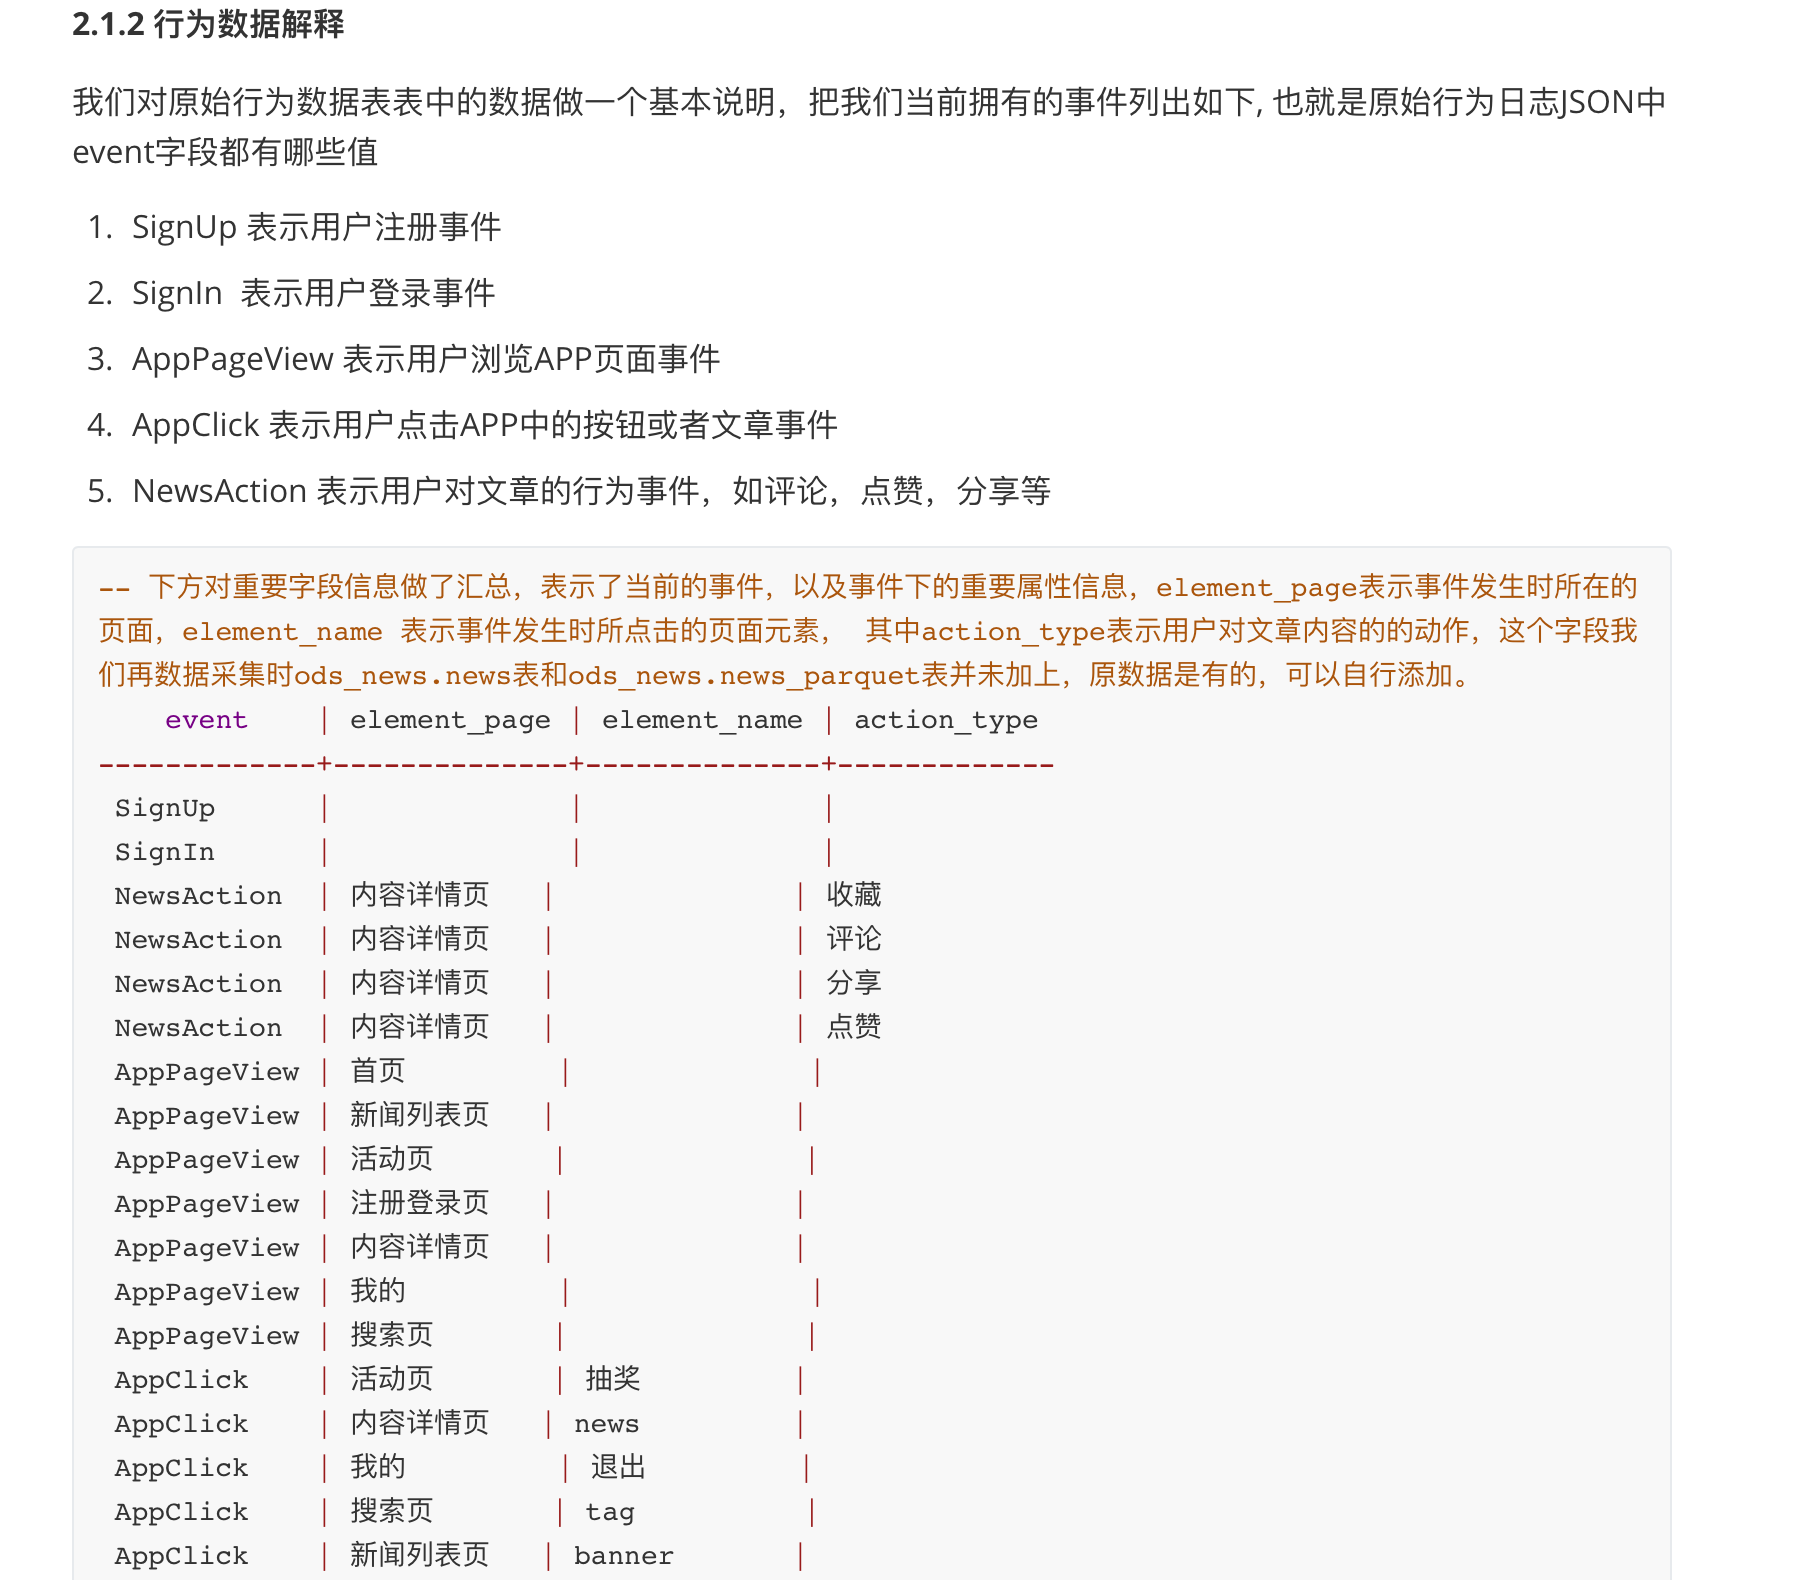 2.1.2 行为数据解释
我们对原始行为数据表表中的数据做一个基本说明，把我们当前拥有的事件列出如下, 也就是原始行为日志JSON中
event字段都有哪些值
1. SignUp 表示用户注册事件
2. SignIn 表示用户登录事件
3. AppPageView 表示用户浏览APP页面事件
4. AppClick 表示用户点击APP中的按钮或者文章事件
5. NewsAction 表示用户对文章的行为事件，如评论，点赞，分享等
-- 下方对重要字段信息做了汇总，表示了当前的事件，以及事件下的重要属性信息，element_page表示事件发生时所在的
页面，element_name 表示事件发生时所点击的页面元素， 其中action_type表示用户对文章内容的的动作，这个字段我
们再数据采集时ods_news.news表和ods_news.news_parquet表并未加上，原数据是有的，可以自行添加。
event | element_page | element_name | action_type
-------------+--------------+--------------+-------------
SignUp | | |
SignIn | | |
NewsAction | 内容详情页 | | 收藏
NewsAction | 内容详情页 | | 评论
NewsAction | 内容详情页 | | 分享
NewsAction | 内容详情页 | | 点赞
AppPageView | 首页 | |
AppPageView | 新闻列表页 | |
AppPageView | 活动页 | |
AppPageView | 注册登录页 | |
AppPageView | 内容详情页 | |
AppPageView | 我的 | |
AppPageView | 搜索页 | |
AppClick | 活动页 | 抽奖 |
AppClick | 内容详情页 | news |
AppClick | 我的 | 退出 |
AppClick | 搜索页 | tag |
AppClick | 新闻列表页 | banner |